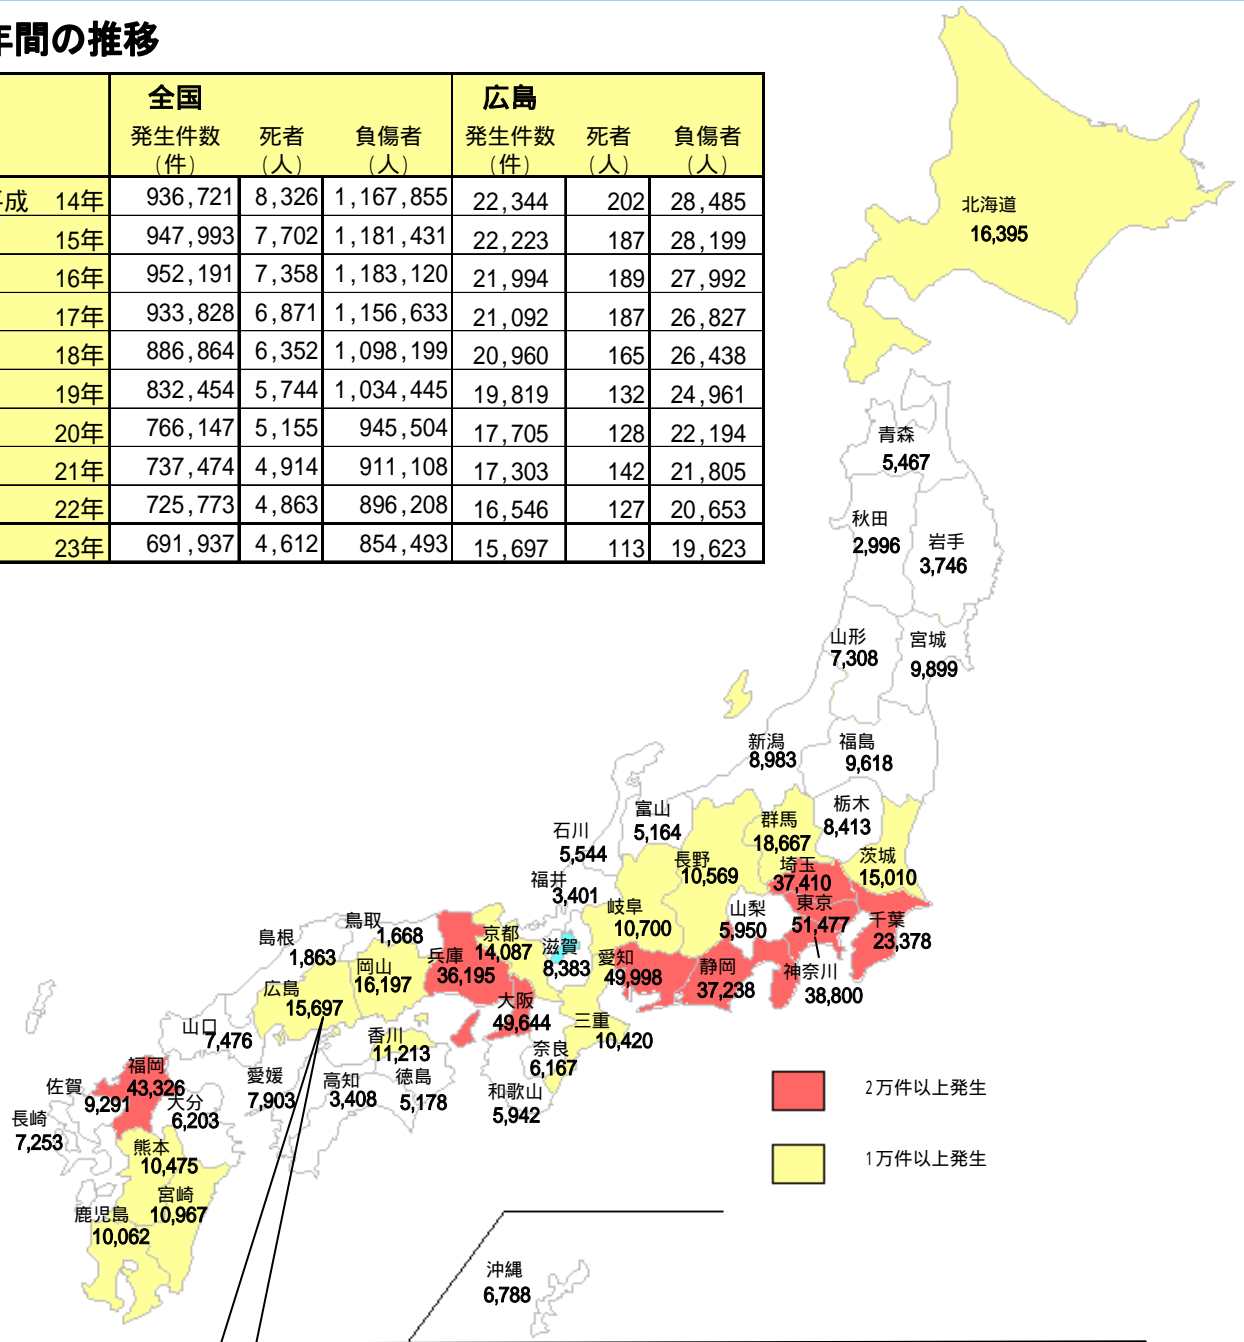 年間の推移
全国 広島
発生件数 死者 負傷者 発生件数 死者 負傷者
(件) (人) (人) (件) (人) (人)
平成 14年 936,721 8,326 1,167,855 22,344 202 28,485
15年 947,993 7,702 1,181,431 22,223 187 28,199
16年 952,191 7,358 1,183,120 21,994 189 27,992
17年 933,828 6,871 1,156,633 21,092 187 26,827
18年 886,864 6,352 1,098,199 20,960 165 26,438
19年 832,454 5,744 1,034,445 19,819 132 24,961
20年 766,147 5,155 945,504 17,705 128 22,194
21年 737,474 4,914 911,108 17,303 142 21,805
22年 725,773 4,863 896,208 16,546 127 20,653
23年 691,937 4,612 854,493 15,697 113 19,623
北海道
16,395
青森
5,467
秋田
2,996
岩手
3,746
山形
7,308
宮城
9,899
新潟
8,983
福島
9,618
富山
5,164
石川
5,544
福井
3,401
群馬
18,667
栃木
8,413
長野
10,569
埼玉
37,410
茨城
15,010
岐阜
10,700
山梨
5,950
東京
51,477
千葉
23,378
鳥取
1,668
島根
1,863
京都
14,087
滋賀
8,383
愛知
49,998
静岡
37,238
神奈川
38,800
兵庫
36,195
岡山
16,197
広島
15,697
大阪
49,644
三重
10,420
山口
7,476
香川
11,213
奈良
6,167
和歌山
5,942
愛媛
7,903
高知
3,408
徳島
5,178
福岡
43,326
佐賀
9,291
大分
6,203
長崎
7,253
熊本
10,475
宮崎
10,967
鹿児島
10,062
沖縄
6,788
2万件以上発生
1万件以上発生